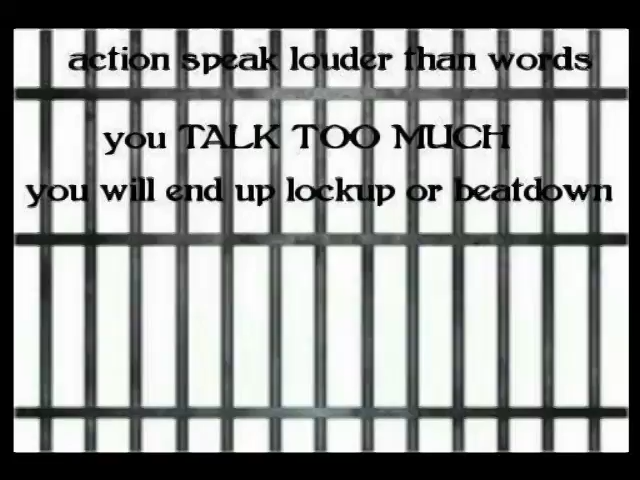 action speak louder than words
you TALK TOO MUCH
you will end up lockup or beatdown